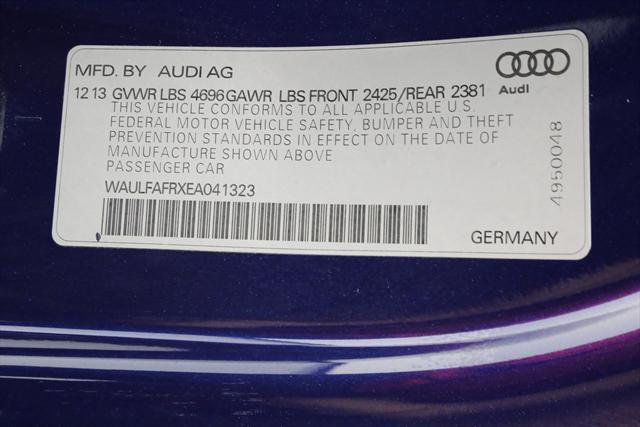 MFD. BY AUDI AG
12 13 GVWR LBS 4696 GAWR LBS FRONT 2425/REAR 2381
Audi
THIS VEHICLE CONFORMS TO ALL APPLICABLE U.S.
FEDERAL MOTOR VEHICLE SAFETY, BUMPER AND THEFT
PREVENTION STANDARDS IN EFFECT ON THE DATE OF
MANUFACTURE SHOWN ABOVE
PASSENGER CAR
WAULFAFRXEA041323
4950048
GERMANY